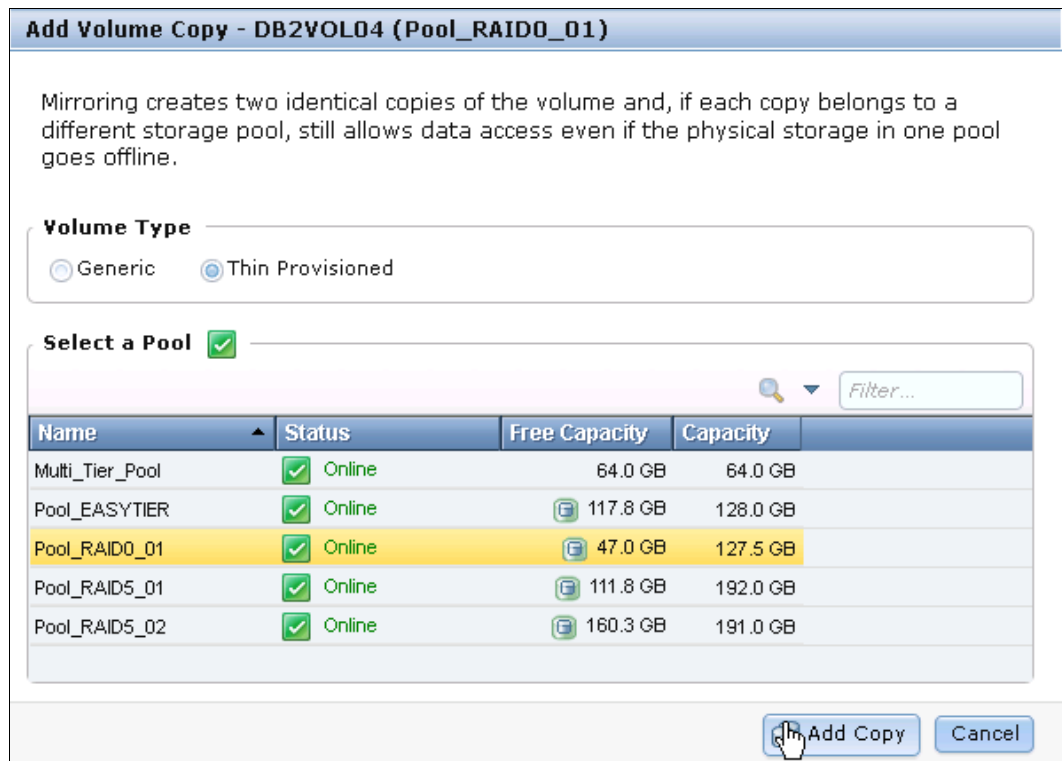 Add Volume Copy - DB2VOL04 (Pool_RAID0_01)
Mirroring creates two identical copies of the volume and, if each copy belongs to a
different storage pool, still allows data access even if the physical storage in one pool
goes offline.
Volume Type
Generic Thin Provisioned
Select a Pool
Filter...
Name Status Free Capacity Capacity
Multi_Tier_Pool Online 64.0 GB 64.0 GB
Pool_EASYTIER Online 117.8 GB 128.0 GB
Pool_RAID0_01 Online 47.0 GB 127.5 GB
Pool_RAID5_01 Online 111.8 GB 192.0 GB
Pool_RAID5_02 Online 160.3 GB 191.0 GB
Add Copy Cancel